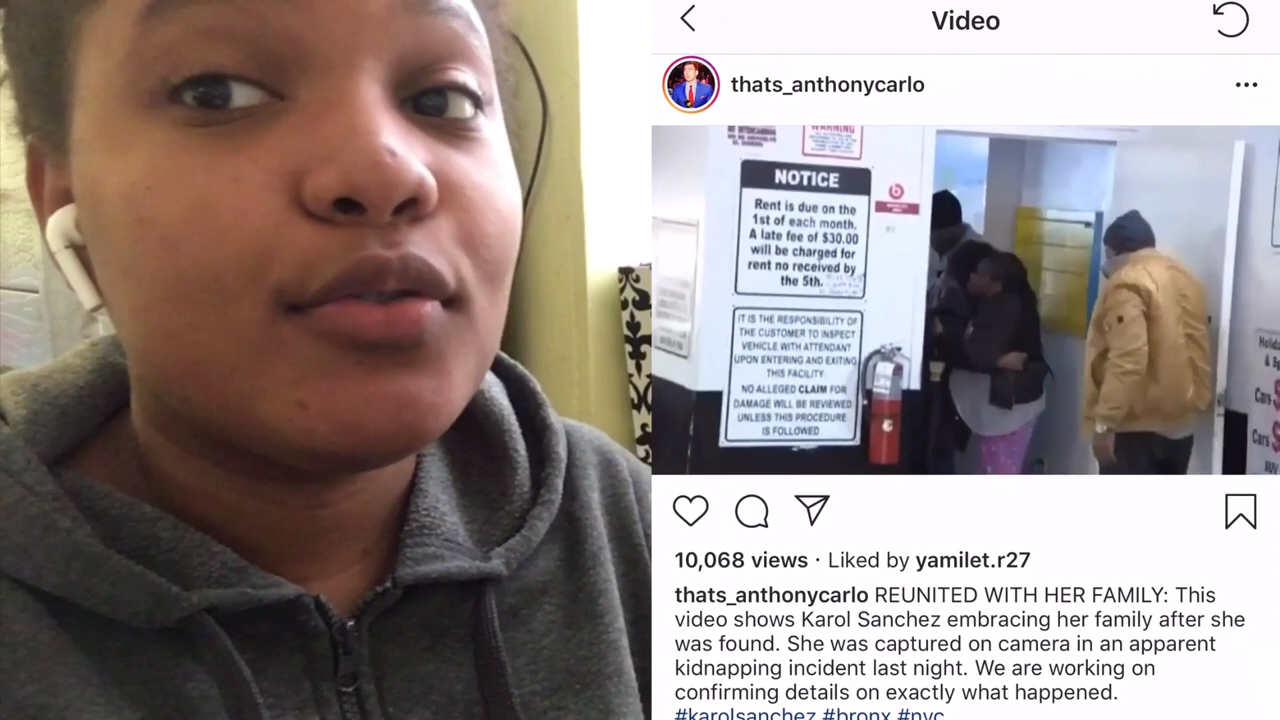 Video
thats_anthonycarlo
WARNING
NOTICE
Rent is due on the
1st of each month.
A late fee of $30.00
will be charged for
rent no received by
the 5th.
IT IS THE RESPONSIBILITY OF
THE CUSTOMER TO INSPECT
VEHICLE WITH ATTENDANT
UPON ENTERING AND EXITING
THIS FACILITY
NO ALLEGED CLAIM FOR
DAMAGE WILL BE REVIEWED
UNLESS THIS PROCEDURE
IS FOLLOWED
Cars
Cars
10,068 views · Liked by yamilet.r27
thats_anthonycarlo REUNITED WITH HER FAMILY: This
video shows Karol Sanchez embracing her family after she
was found. She was captured on camera in an apparent
kidnapping incident last night. We are working on
confirming details on exactly what happened.
#karolsanchez #bronx #nyc